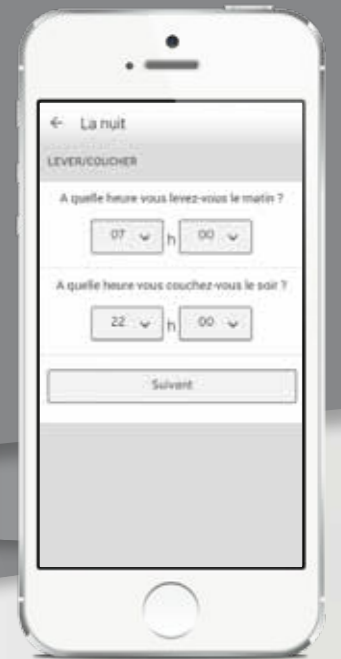 ← La nuit
LEVER/COUCHER
A quelle heure vous levez-vous le matin ?
07 h 00
A quelle heure vous couchez-vous le soir ?
22 h 00
Suivant